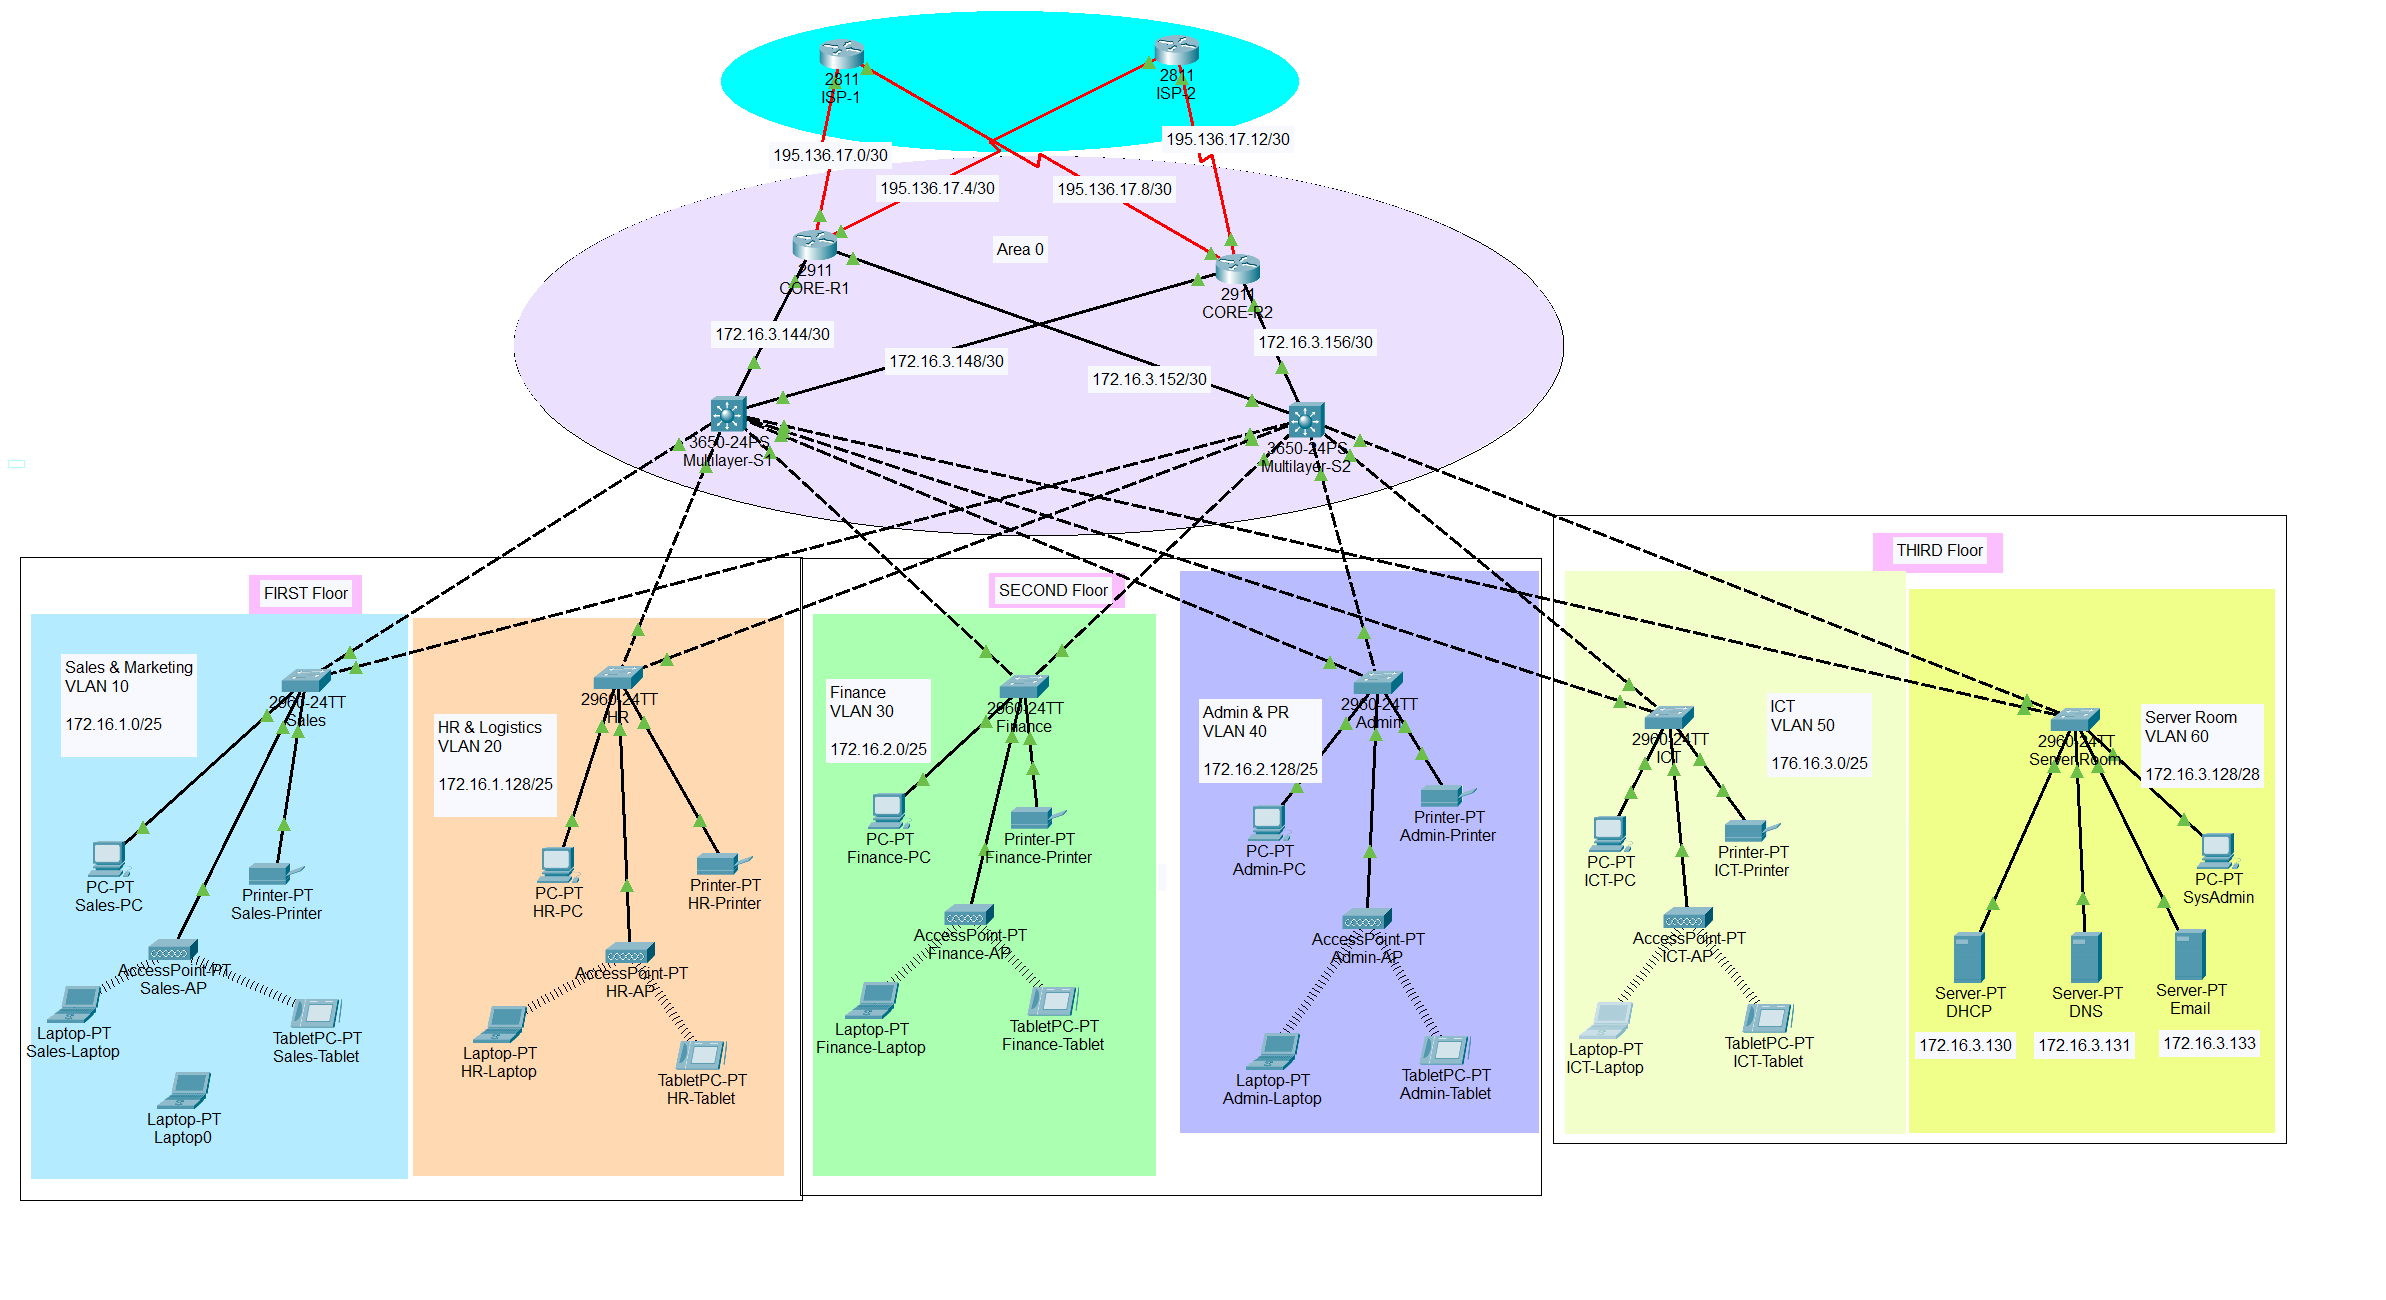 2811
ISP-1
2811
ISP-2
195.136.17.0/30
195.136.17.12/30
195.136.17.4/30
195.136.17.8/30
Area 0
2911
CORE-R1
2911
CORE-R2
172.16.3.144/30
172.16.3.148/30
172.16.3.152/30
172.16.3.156/30
3650-24PS
Multilayer-S1
3650-24PS
Multilayer-S2
FIRST Floor
SECOND Floor
THIRD Floor
Sales & Marketing
VLAN 10
172.16.1.0/25
2960-24TT
Sales
PC-PT
Sales-PC
Printer-PT
Sales-Printer
AccessPoint-PT
Sales-AP
Laptop-PT
Sales-Laptop
TabletPC-PT
Sales-Tablet
Laptop-PT
Laptop0
HR & Logistics
VLAN 20
172.16.1.128/25
2960-24TT
HR
PC-PT
HR-PC
Printer-PT
HR-Printer
AccessPoint-PT
HR-AP
Laptop-PT
HR-Laptop
TabletPC-PT
HR-Tablet
Finance
VLAN 30
172.16.2.0/25
2960-24TT
Finance
PC-PT
Finance-PC
Printer-PT
Finance-Printer
AccessPoint-PT
Finance-AP
Laptop-PT
Finance-Laptop
TabletPC-PT
Finance-Tablet
Admin & PR
VLAN 40
172.16.2.128/25
2960-24TT
Admin
PC-PT
Admin-PC
Printer-PT
Admin-Printer
AccessPoint-PT
Admin-AP
Laptop-PT
Admin-Laptop
TabletPC-PT
Admin-Tablet
ICT
VLAN 50
176.16.3.0/25
2960-24TT
ICT
PC-PT
ICT-PC
Printer-PT
ICT-Printer
AccessPoint-PT
ICT-AP
Laptop-PT
ICT-Laptop
TabletPC-PT
ICT-Tablet
Server Room
VLAN 60
172.16.3.128/28
2960-24TT
ServerRoom
PC-PT
SysAdmin
Server-PT
DHCP
172.16.3.130
Server-PT
DNS
172.16.3.131
Server-PT
Email
172.16.3.133